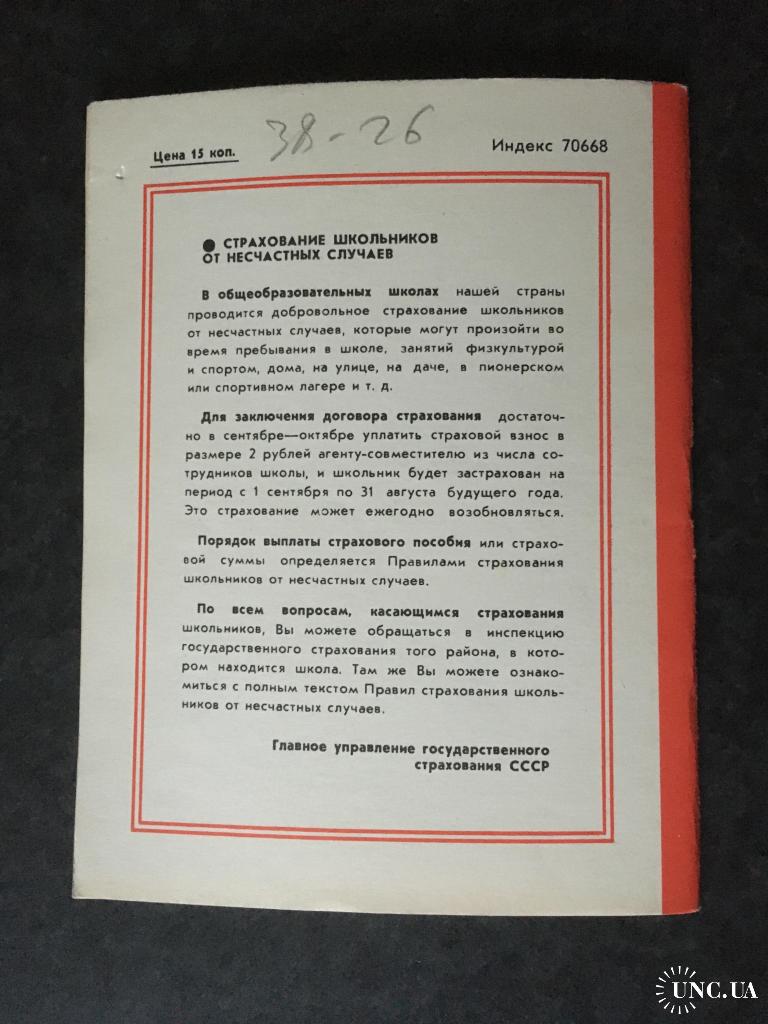 38-26
Цена 15 коп.
Индекс 70668
● СТРАХОВАНИЕ ШКОЛЬНИКОВ
ОТ НЕСЧАСТНЫХ СЛУЧАЕВ
В общеобразовательных школах нашей страны
проводится добровольное страхование школьников
от несчастных случаев, которые могут произойти во
время пребывания в школе, занятий физкультурой
и спортом, дома, на улице, на даче, в пионерском
или спортивном лагере и т. д.
Для заключения договора страхования достаточ-
но в сентябре—октябре уплатить страховой взнос в
размере 2 рублей агенту-совместителю из числа со-
трудников школы, и школьник будет застрахован на
период с 1 сентября по 31 августа будущего года.
Это страхование может ежегодно возобновляться.
Порядок выплаты страхового пособия или страхо-
вой суммы определяется Правилами страхования
школьников от несчастных случаев.
По всем вопросам, касающимся страхования
школьников, Вы можете обращаться в инспекцию
государственного страхования того района, в кото-
ром находится школа. Там же Вы можете ознако-
миться с полным текстом Правил страхования школь-
ников от несчастных случаев.
Главное управление государственного
страхования СССР
UNC.UA